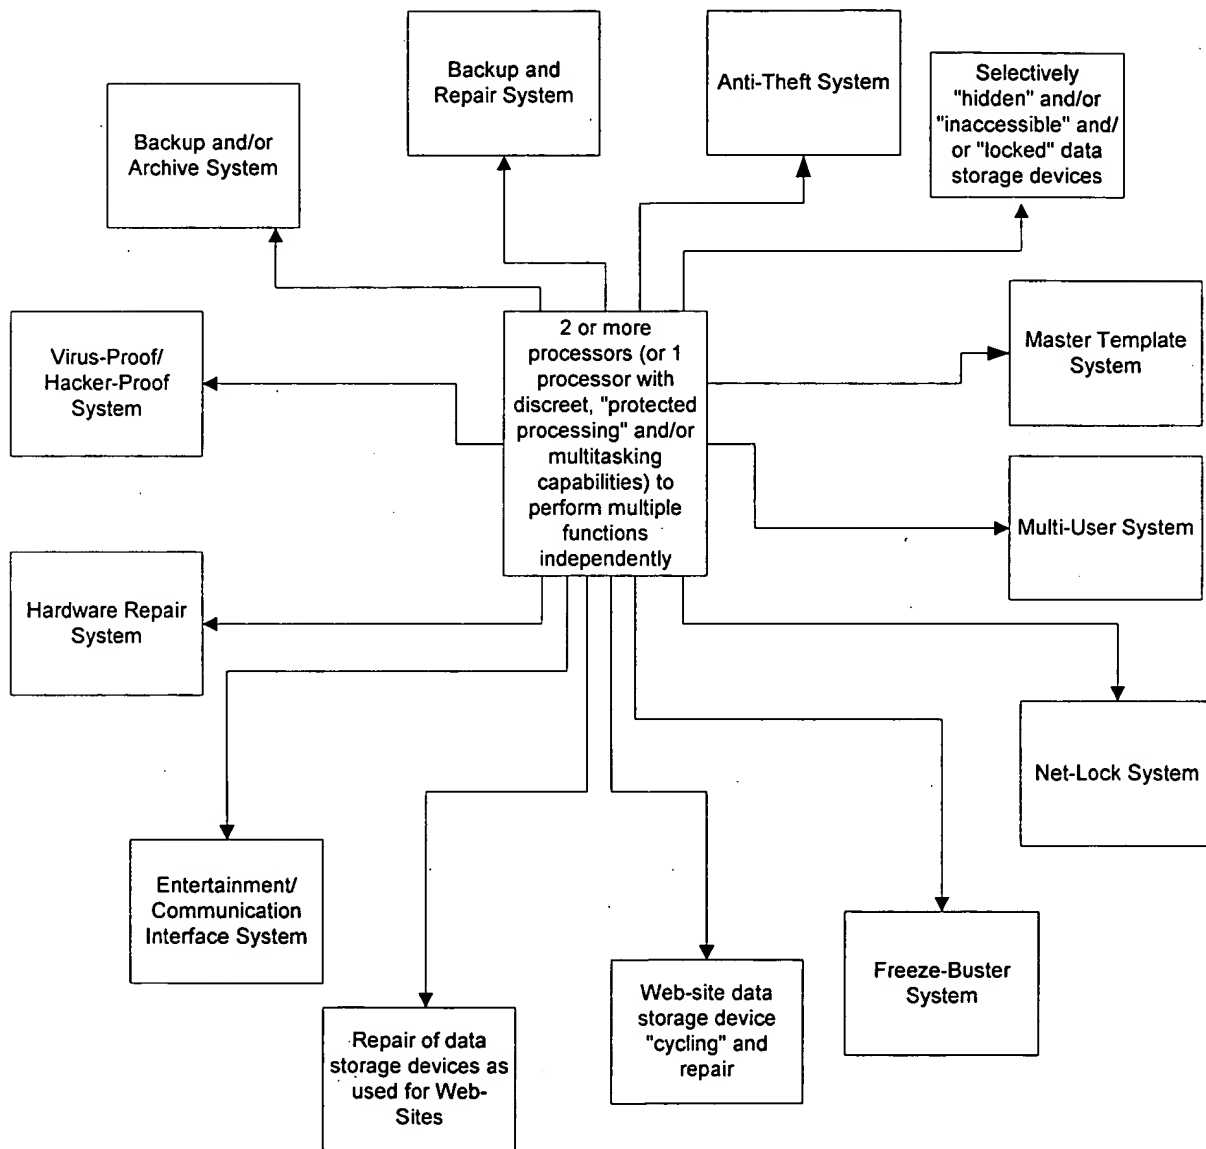 Backup and
Repair System
Anti-Theft System
Selectively
"hidden" and/or
"inaccessible" and/
or "locked" data
storage devices
Backup and/or
Archive System
2 or more
processors (or 1
processor with
discreet, "protected
processing" and/or
multitasking
capabilities) to
perform multiple
functions
independently
Virus-Proof/
Hacker-Proof
System
Master Template
System
Multi-User System
Hardware Repair
System
Net-Lock System
Entertainment/
Communication
Interface System
Freeze-Buster
System
Web-site data
storage device
"cycling" and
repair
Repair of data
storage devices as
used for Web-
Sites